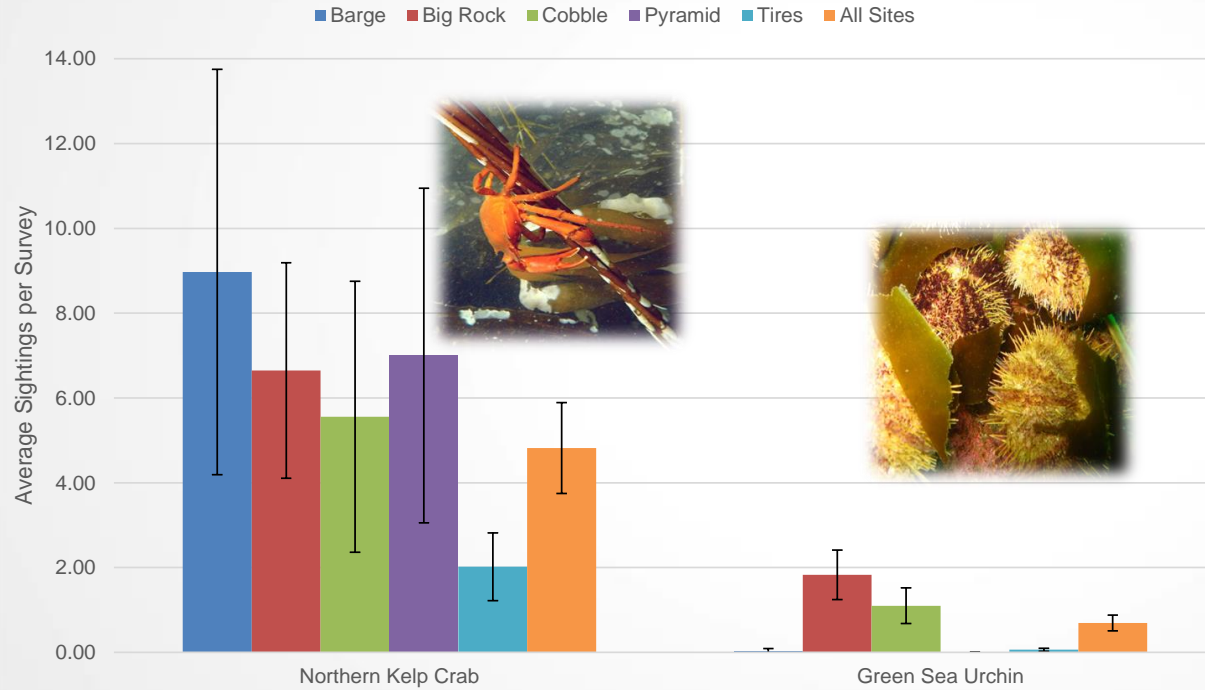 Barge Big Rock Cobble Pyramid Tires All Sites
14.00
12.00
10.00
8.00
6.00
4.00
2.00
0.00
Average Sightings per Survey
Northern Kelp Crab Green Sea Urchin